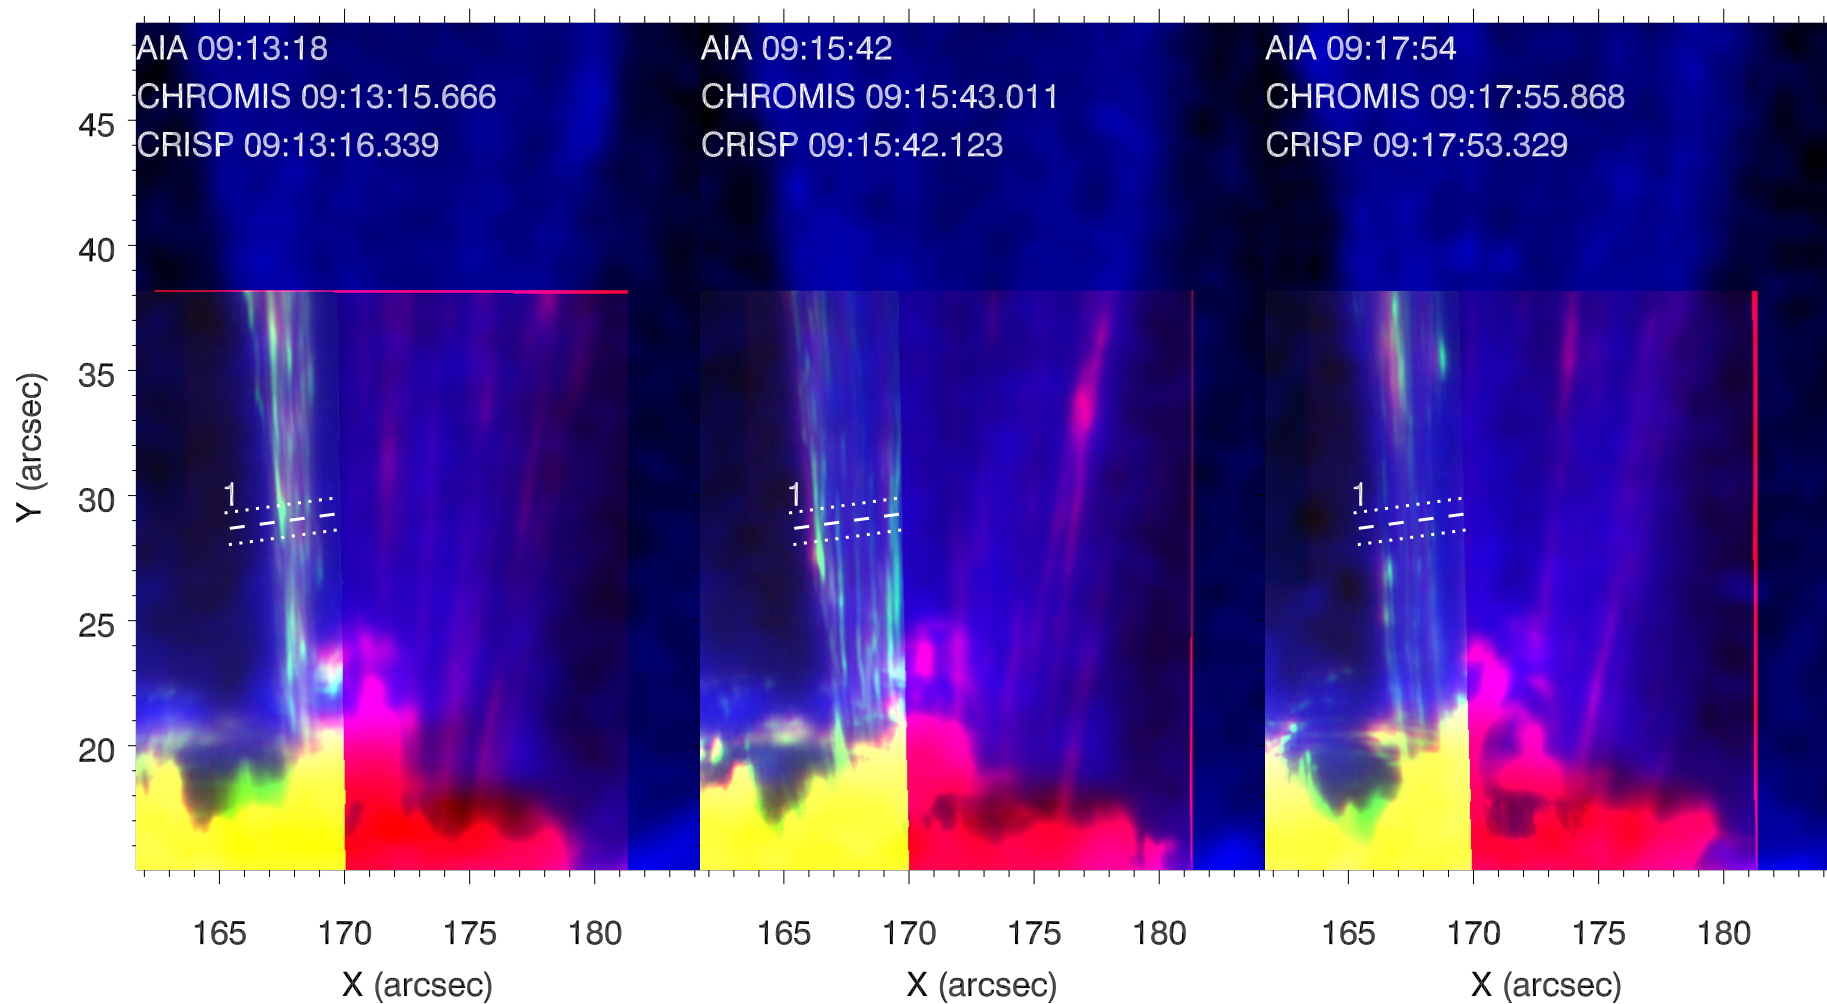 AIA 09:13:18
CHROMIS 09:13:15.666
CRISP 09:13:16.339
AIA 09:15:42
CHROMIS 09:15:43.011
CRISP 09:15:42.123
AIA 09:17:54
CHROMIS 09:17:55.868
CRISP 09:17:53.329
45
40
35
30
25
20
Y (arcsec)
1
1
1
165 170 175 180
165 170 175 180
165 170 175 180
X (arcsec)
X (arcsec)
X (arcsec)